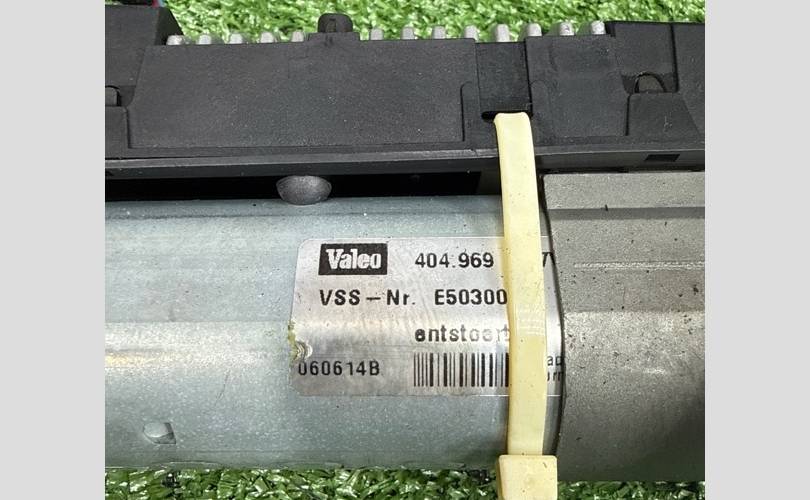 Valeo 404.969
VSS-Nr. E50300
entstoert
060614B